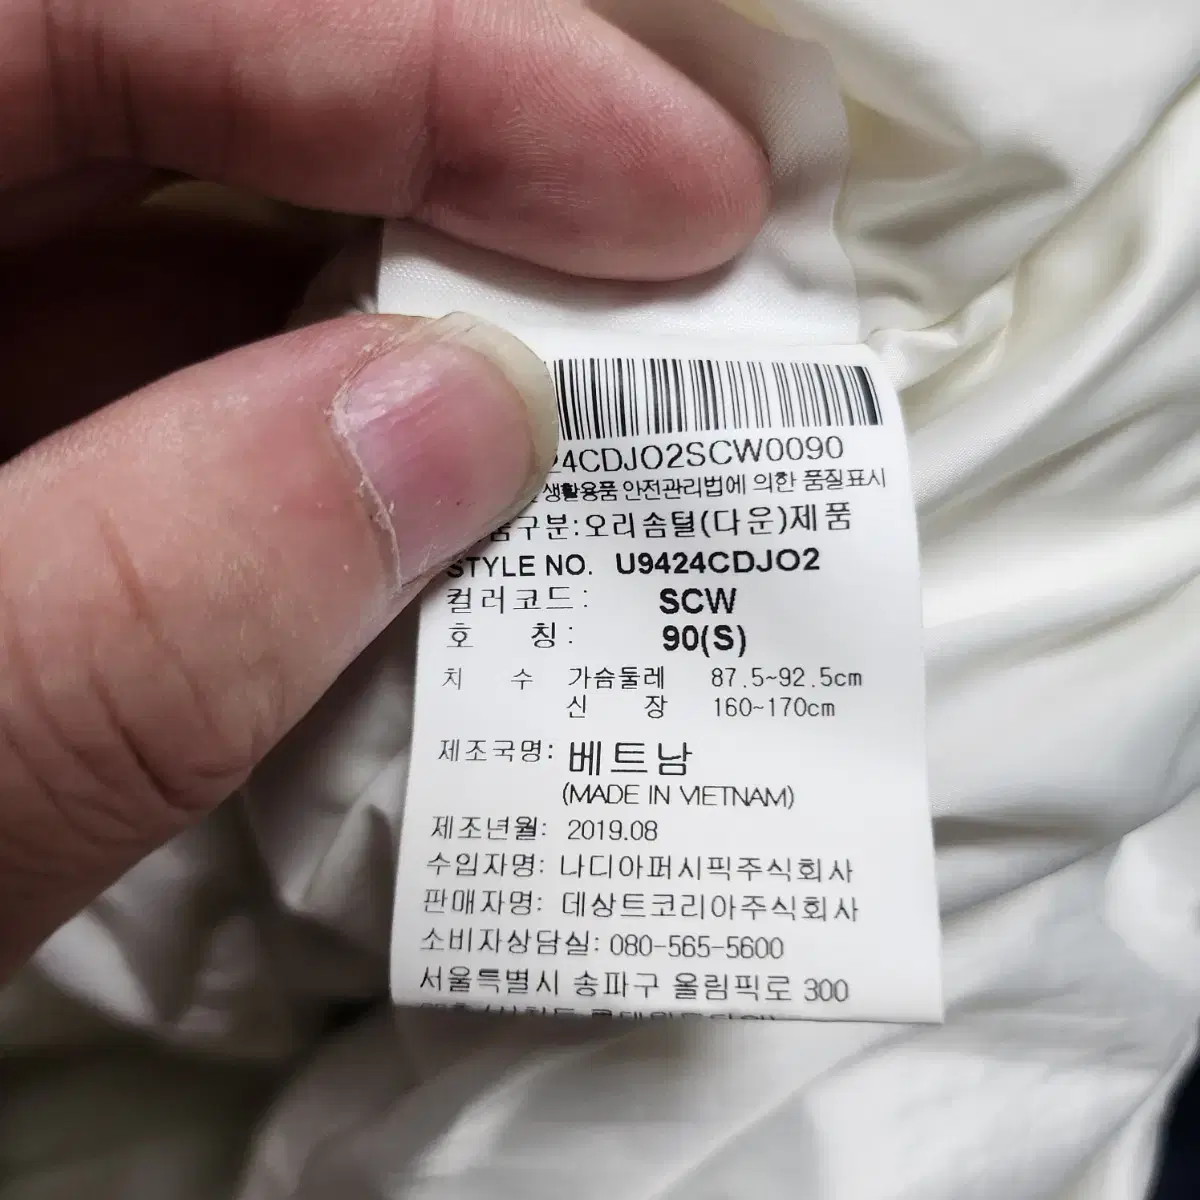 24CDJO2SCW0090
생활용품 안전관리법에 의한 품질표시
구분:오리솜털(다운)제품
STYLE NO. U9424CDJO2
컬러코드: SCW
호 칭: 90(S)
치 수 가슴둘레 87.5~92.5cm
신 장 160~170cm
제조국명: 베트남
(MADE IN VIETNAM)
제조년월: 2019.08
수입자명: 나디아퍼시픽주식회사
판매자명: 데상트코리아주식회사
소비자상담실: 080-565-5600
서울특별시 송파구 올림픽로 300